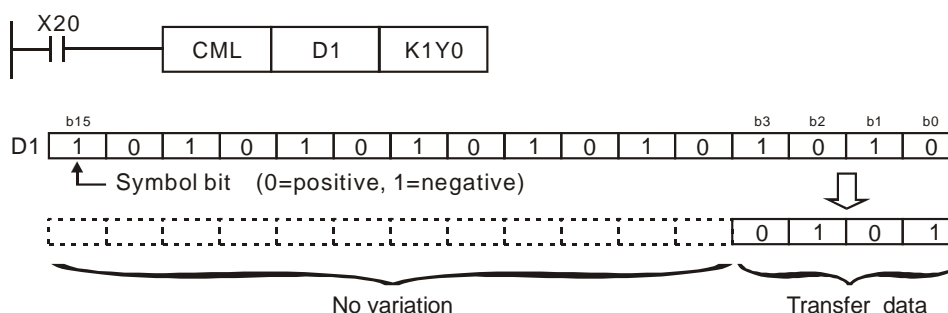 X20
CML D1 K1Y0
b15 b3 b2 b1 b0
D1 1 0 1 0 1 0 1 0 1 0 1 0 1 0 1 0
Symbol bit (0=positive, 1=negative)
0 1 0 1
No variation Transfer data